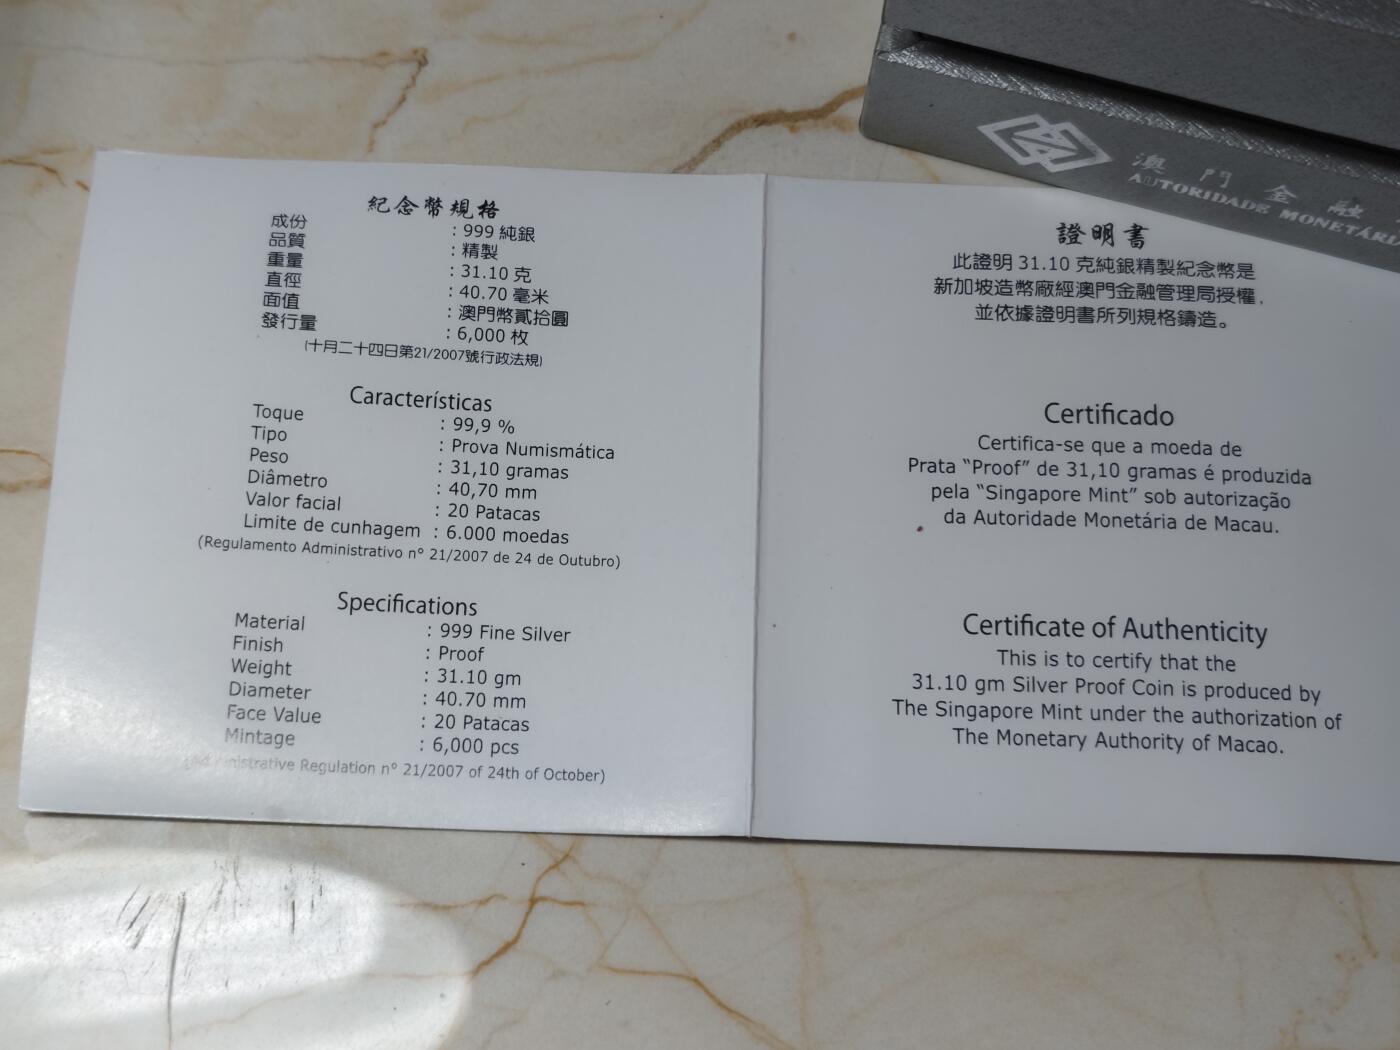 紀念幣規格
成份 : 999 純銀
品質 : 精製
重量 : 31.10 克
直徑 : 40.70 毫米
面值 : 澳門幣貳拾圓
發行量 : 6,000 枚
(十月二十四日第21/2007號行政法規)
Características
Toque : 99,9 %
Tipo : Prova Numismática
Peso : 31,10 gramas
Diâmetro : 40,70 mm
Valor facial : 20 Patacas
Limite de cunhagem : 6.000 moedas
(Regulamento Administrativo nº 21/2007 de 24 de Outubro)
Specifications
Material : 999 Fine Silver
Finish : Proof
Weight : 31.10 gm
Diameter : 40.70 mm
Face Value : 20 Patacas
Mintage : 6,000 pcs
(Administrative Regulation nº 21/2007 of 24th of October)
證明書
此證明 31.10 克純銀精製紀念幣是
新加坡造幣廠經澳門金融管理局授權，
並依據證明書所列規格鑄造。
Certificado
Certifica-se que a moeda de
Prata “Proof” de 31,10 gramas é produzida
pela “Singapore Mint” sob autorização
da Autoridade Monetária de Macau.
Certificate of Authenticity
This is to certify that the
31.10 gm Silver Proof Coin is produced by
The Singapore Mint under the authorization of
The Monetary Authority of Macao.
澳門金融
AUTORIDADE MONETÁRI